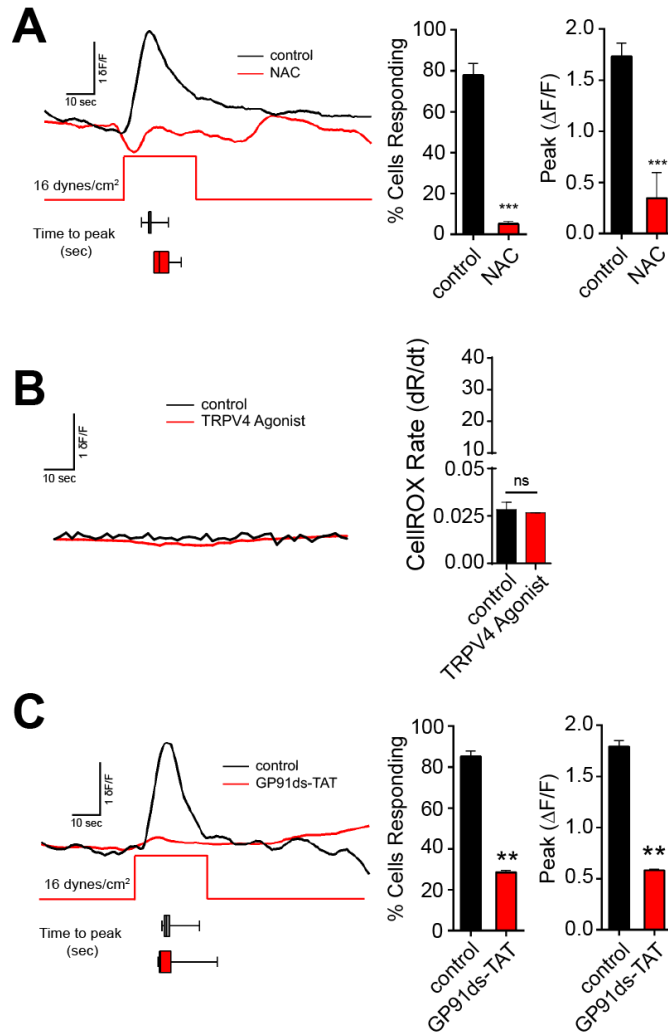 A
1 δF/F
10 sec
control
NAC
16 dynes/cm²
Time to peak
(sec)
% Cells Responding
100
80
60
40
20
0
control
NAC
***
Peak (ΔF/F)
2.0
1.5
1.0
0.5
0.0
control
NAC
***
B
1 δF/F
10 sec
control
TRPV4 Agonist
CellROX Rate (dR/dt)
40
30
20
10
0.05
0.025
0.00
ns
control
TRPV4 Agonist
C
1 δF/F
10 sec
control
GP91ds-TAT
16 dynes/cm²
Time to peak
(sec)
% Cells Responding
100
80
60
40
20
0
control
GP91ds-TAT
**
Peak (ΔF/F)
2.0
1.5
1.0
0.5
0.0
control
GP91ds-TAT
**